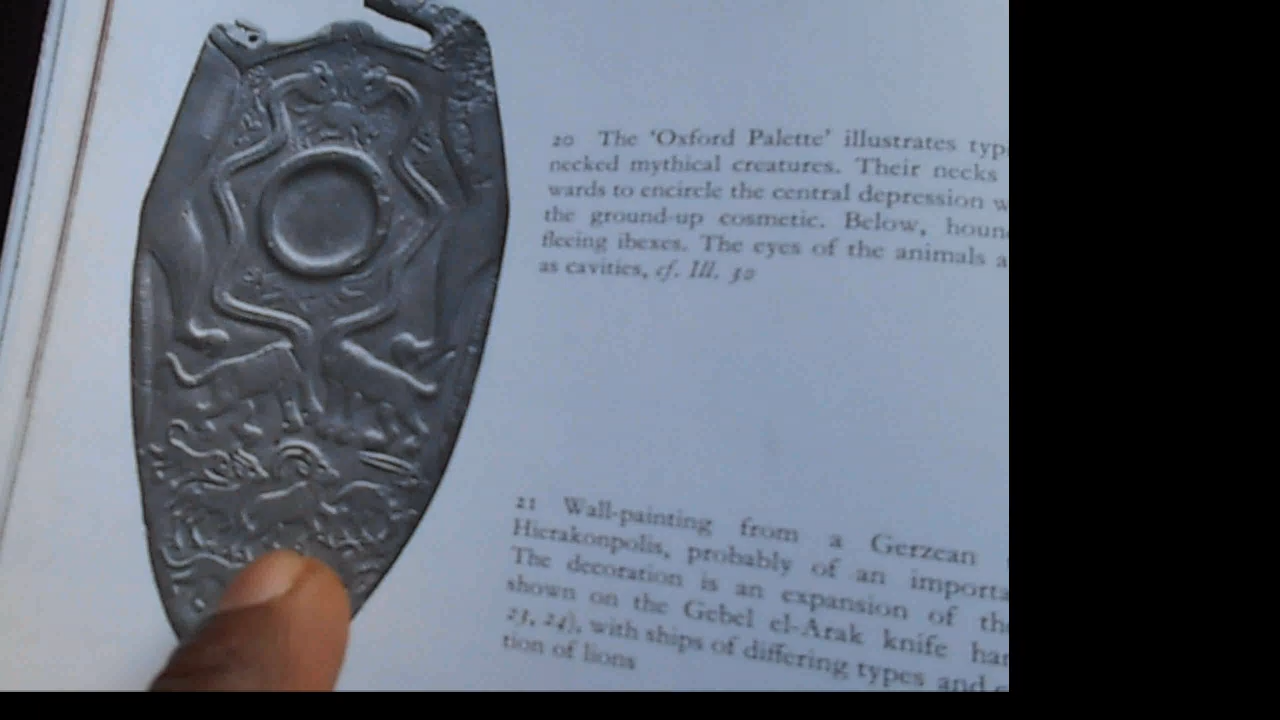 20 The 'Oxford Palette' illustrates typ
necked mythical creatures. Their necks
wards to encircle the central depression w
the ground-up cosmetic. Below, houn
fleeing ibexes. The eyes of the animals a
as cavities, cf. Ill. 30
21 Wall-painting from a Gerzean
Hierakonpolis, probably of an importa
The decoration is an expansion of th
shown on the Gebel el-Arak knife han
23, 24), with ships of differing types and
tion of lions